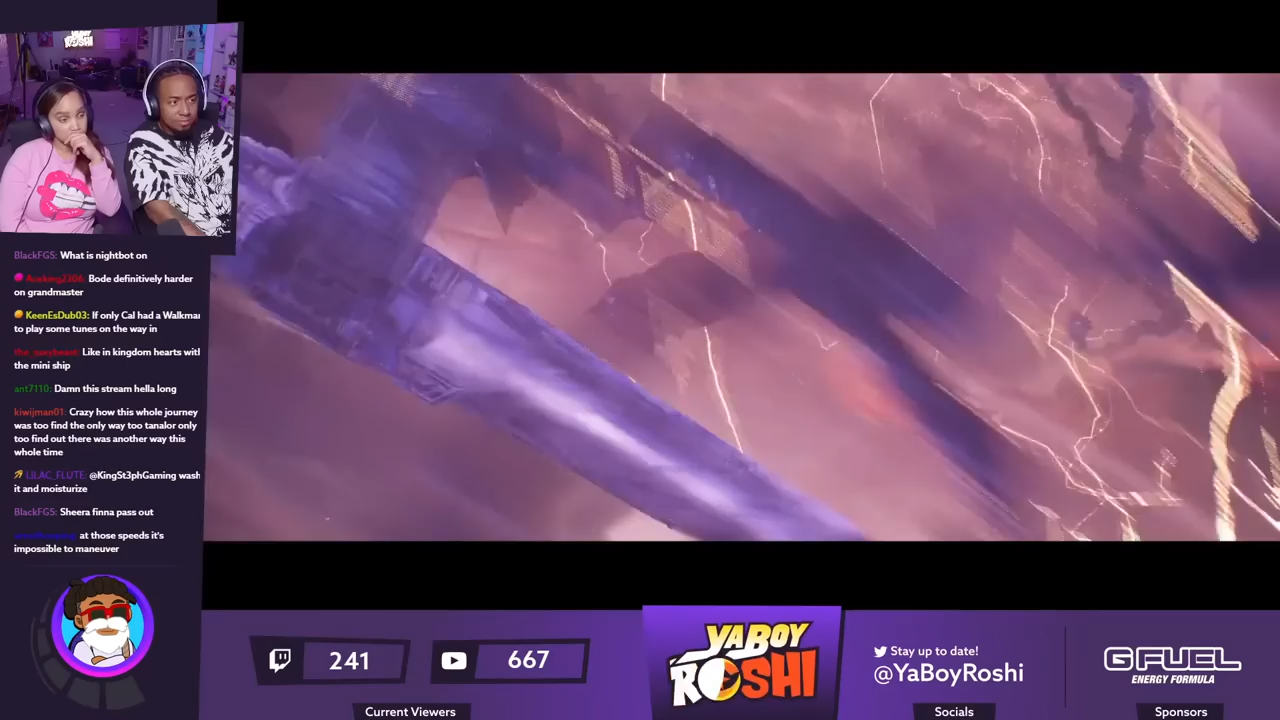 YABOY
ROSHI
BlackFGS: What is nightbot on
Bode definitively harder
on grandmaster
KeenEsDub03: If only Cal had a Walkman
to play some tunes on the way in
Like in kingdom hearts with
the mini ship
ant7110: Damn this stream hella long
kiwijman01: Crazy how this whole journey
was too find the only way too tanalor only
too find out there was another way this
whole time
LILAC_FLUTE: @KingSt3phGaming wash
it and moisturize
BlackFGS: Sheera finna pass out
at those speeds it's
impossible to maneuver
241
667
Current Viewers
YABOY
ROSHI
Stay up to date!
@YaBoyRoshi
Socials
G FUEL
ENERGY FORMULA
Sponsors